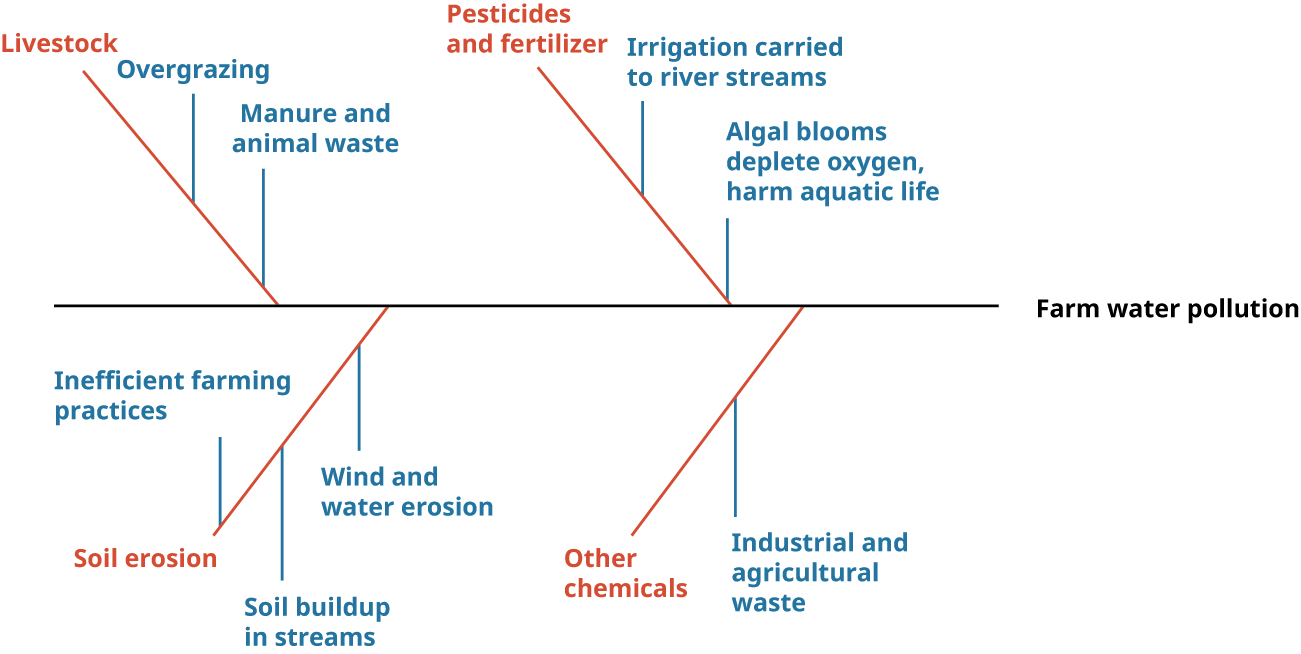 Livestock
Overgrazing
Manure and
animal waste
Pesticides
and fertilizer
Irrigation carried
to river streams
Algal blooms
deplete oxygen,
harm aquatic life
Farm water pollution
Inefficient farming
practices
Soil erosion
Soil buildup
in streams
Wind and
water erosion
Other
chemicals
Industrial and
agricultural
waste